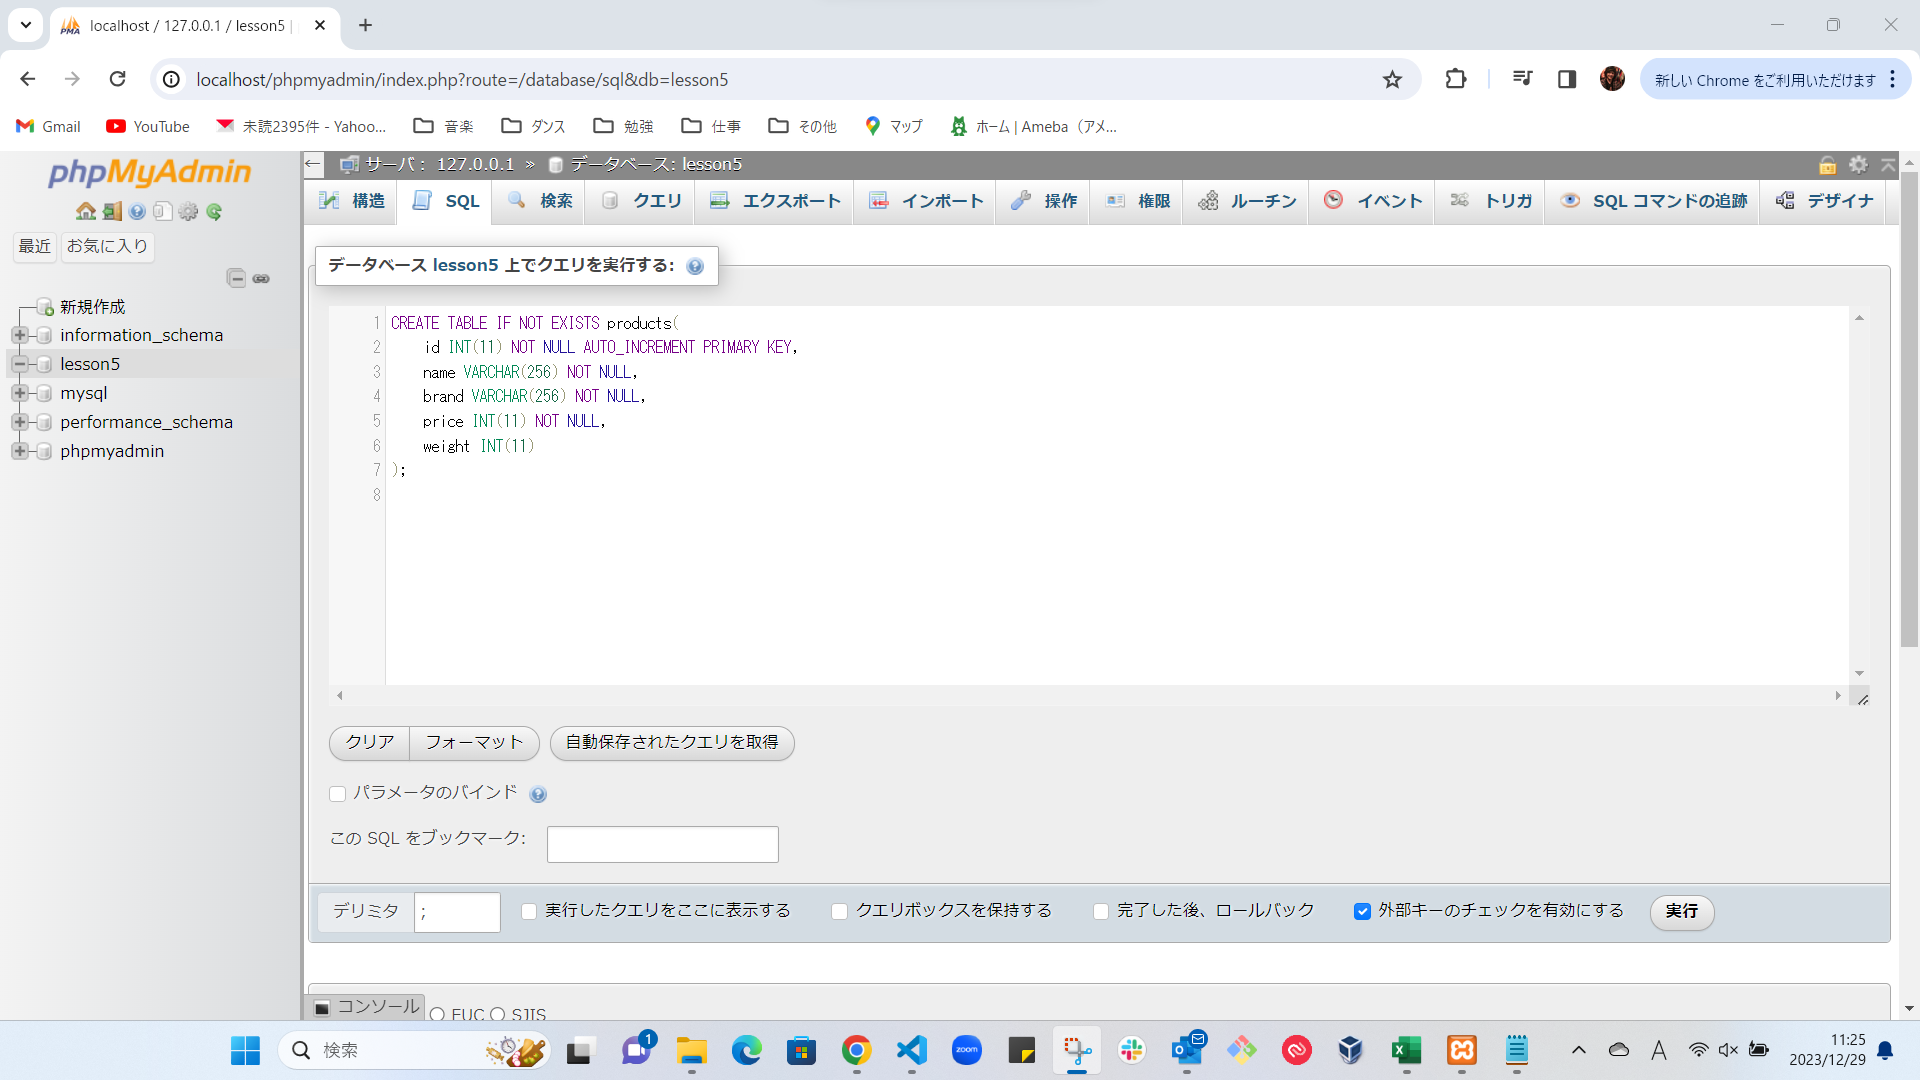 localhost / 127.0.0.1 / lesson5 |
localhost/phpmyadmin/index.php?route=/database/sql&db=lesson5
新しい Chrome をご利用いただけます
Gmail
YouTube
未読2395件 - Yahoo...
音楽
ダンス
勉強
仕事
その他
マップ
ホーム | Ameba（アメ...
phpMyAdmin
最近
お気に入り
新規作成
information_schema
lesson5
mysql
performance_schema
phpmyadmin
サーバ： 127.0.0.1 » データベース: lesson5
構造
SQL
検索
クエリ
エクスポート
インポート
操作
権限
ルーチン
イベント
トリガ
SQL コマンドの追跡
デザイナ
データベース lesson5 上でクエリを実行する:
1 CREATE TABLE IF NOT EXISTS products(
2 id INT(11) NOT NULL AUTO_INCREMENT PRIMARY KEY,
3 name VARCHAR(256) NOT NULL,
4 brand VARCHAR(256) NOT NULL,
5 price INT(11) NOT NULL,
6 weight INT(11)
7 );
8
クリア
フォーマット
自動保存されたクエリを取得
パラメータのバインド
この SQL をブックマーク:
デリミタ
;
実行したクエリをここに表示する
クエリボックスを保持する
完了した後、ロールバック
外部キーのチェックを有効にする
実行
コンソール
EUC
SJIS
検索
1
zoom
A
11:25
2023/12/29